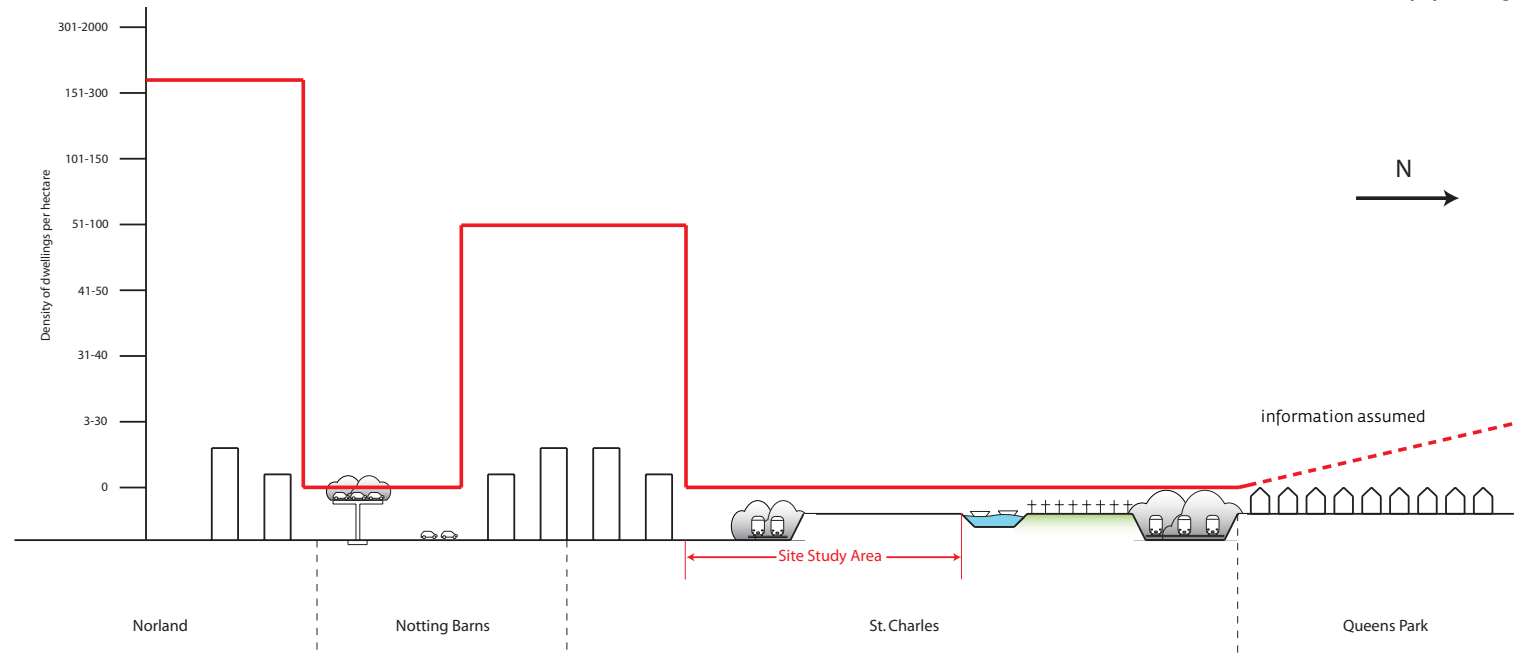 301-2000
151-300
101-150
51-100
41-50
31-40
3-30
0
Density of dwellings per hectare
N
information assumed
Site Study Area
Norland
Notting Barns
St. Charles
Queens Park